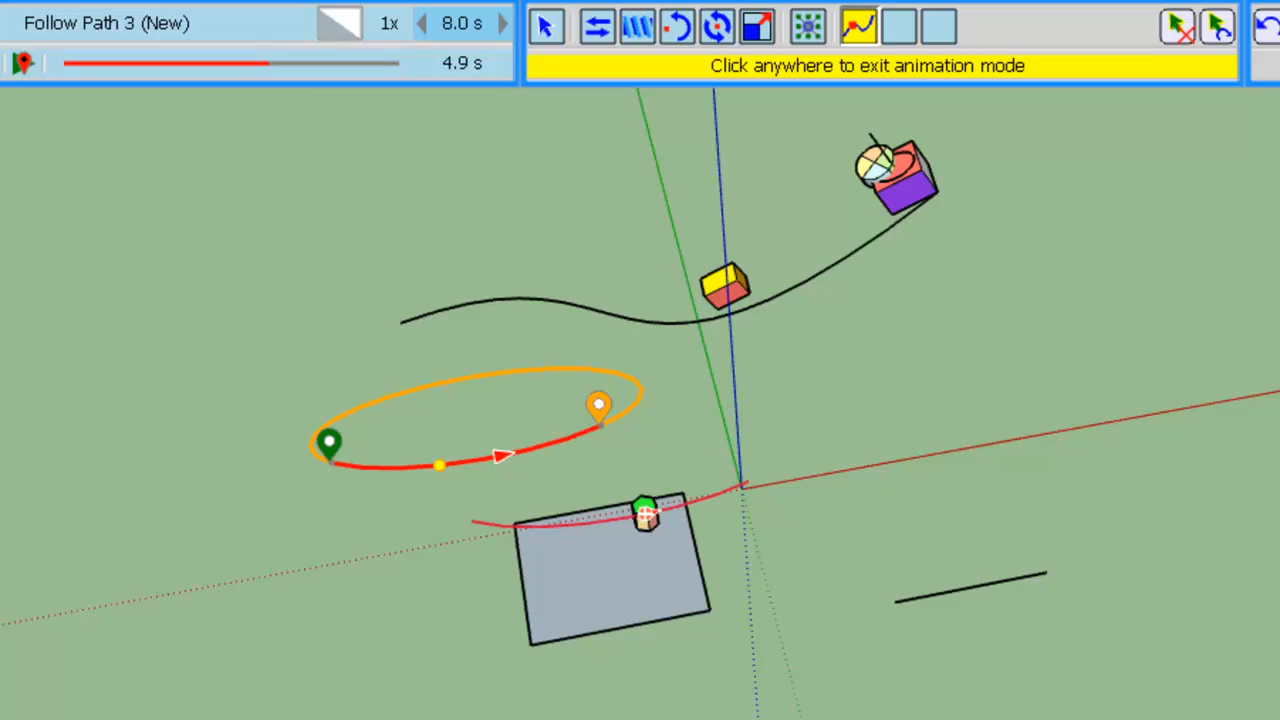 Follow Path 3 (New) 1x 8.0 s
4.9 s
Click anywhere to exit animation mode